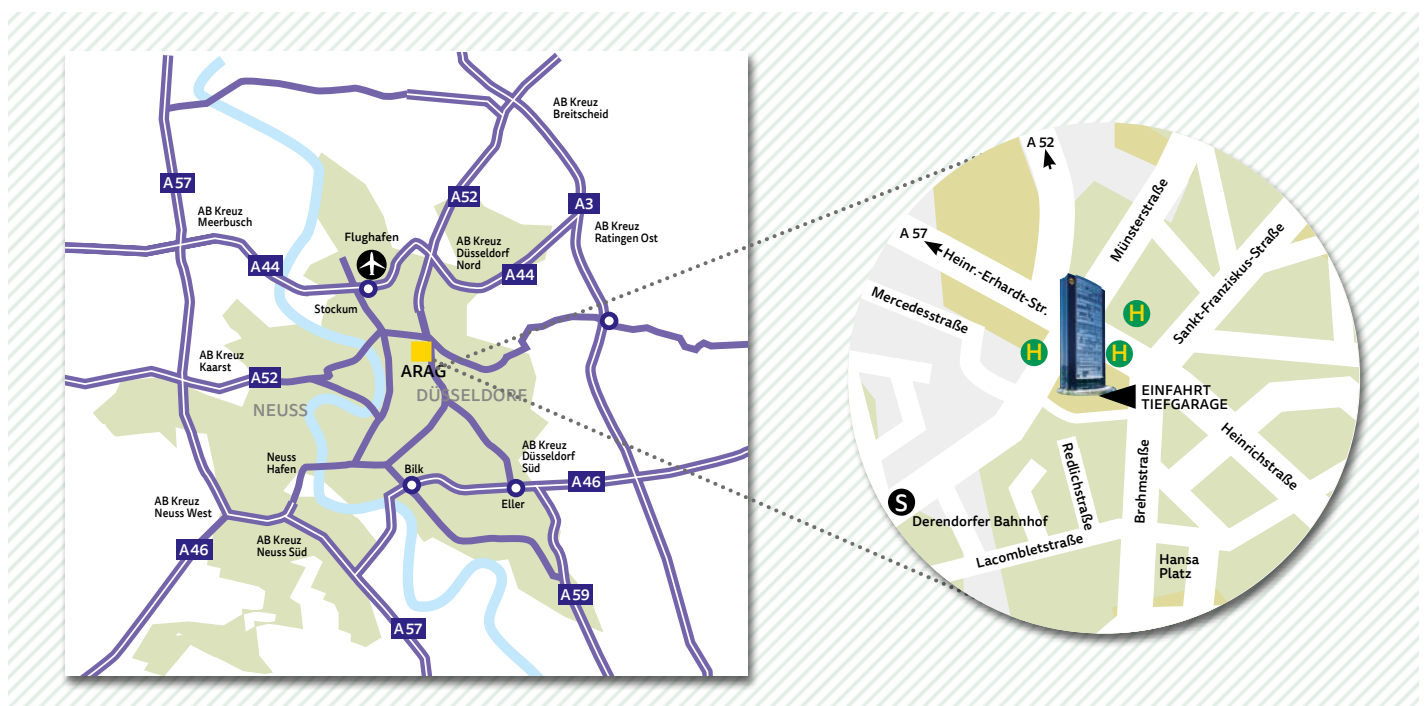 AB Kreuz
Breitscheid
A57
A52
A3
AB Kreuz
Meerbusch
AB Kreuz
Ratingen Ost
Flughafen
AB Kreuz
Düsseldorf
Nord
A44
A44
Stockum
AB Kreuz
Kaarst
A52
ARAG
DÜSSELDORF
NEUSS
Neuss
Hafen
Bilk
AB Kreuz
Düsseldorf
Süd
A46
Eller
AB Kreuz
Neuss West
A46
AB Kreuz
Neuss Süd
A59
A57
A 52
Münsterstraße
A 57
Heinr.-Erhardt-Str.
Sankt-Franziskus-Straße
Mercedesstraße
H
H
H
EINFAHRT
TIEFGARAGE
Heinrichstraße
Redlichstraße
Brehmstraße
S
Derendorfer Bahnhof
Lacombletstraße
Hansa
Platz